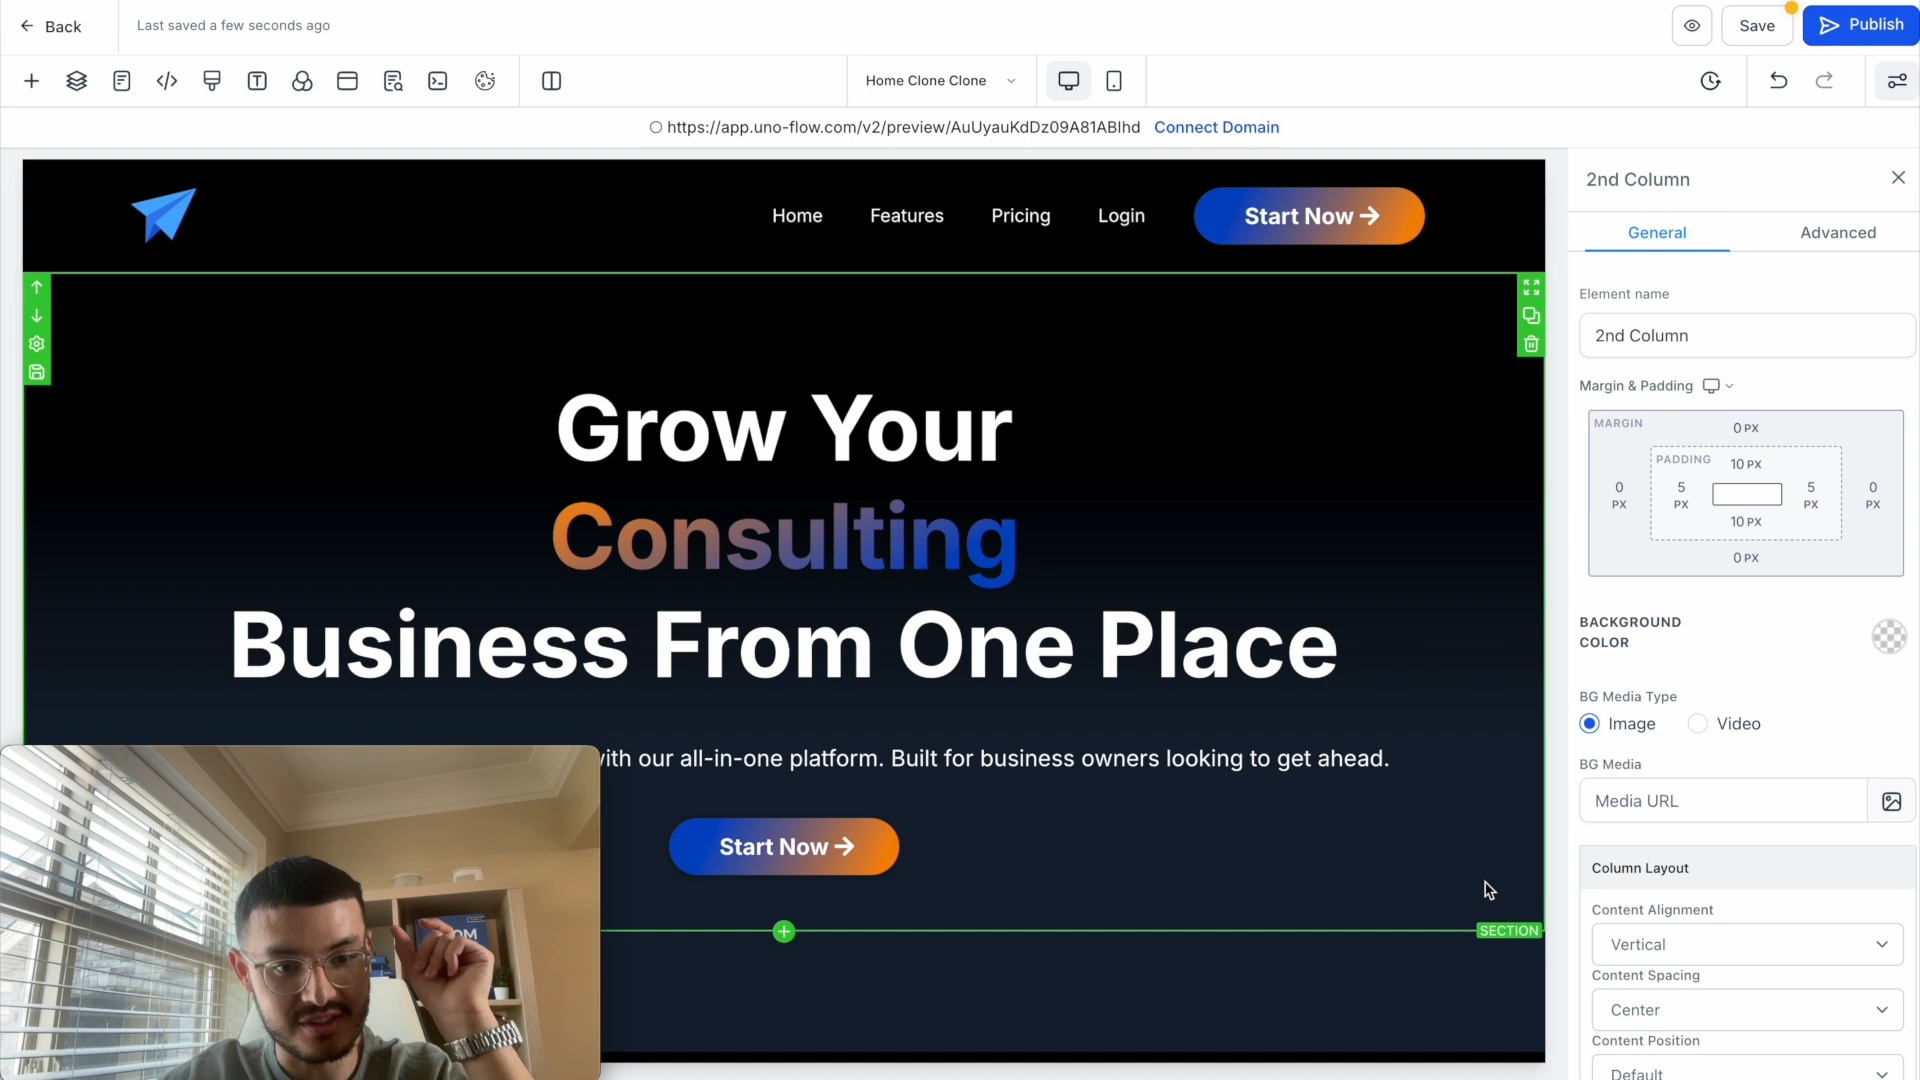 Back
Last saved a few seconds ago
Save
Publish
Home Clone Clone
https://app.uno-flow.com/v2/preview/AuUyauKdDz09A81ABIhd Connect Domain
Home
Features
Pricing
Login
Start Now
Grow Your
Consulting
Business From One Place
with our all-in-one platform. Built for business owners looking to get ahead.
Start Now
SECTION
OM
2nd Column
General
Advanced
Element name
2nd Column
Margin & Padding
MARGIN
0 PX
PADDING
10 PX
0 PX
5 PX
5 PX
0 PX
10 PX
0 PX
BACKGROUND
COLOR
BG Media Type
Image
Video
BG Media
Media URL
Column Layout
Content Alignment
Vertical
Content Spacing
Center
Content Position
Default